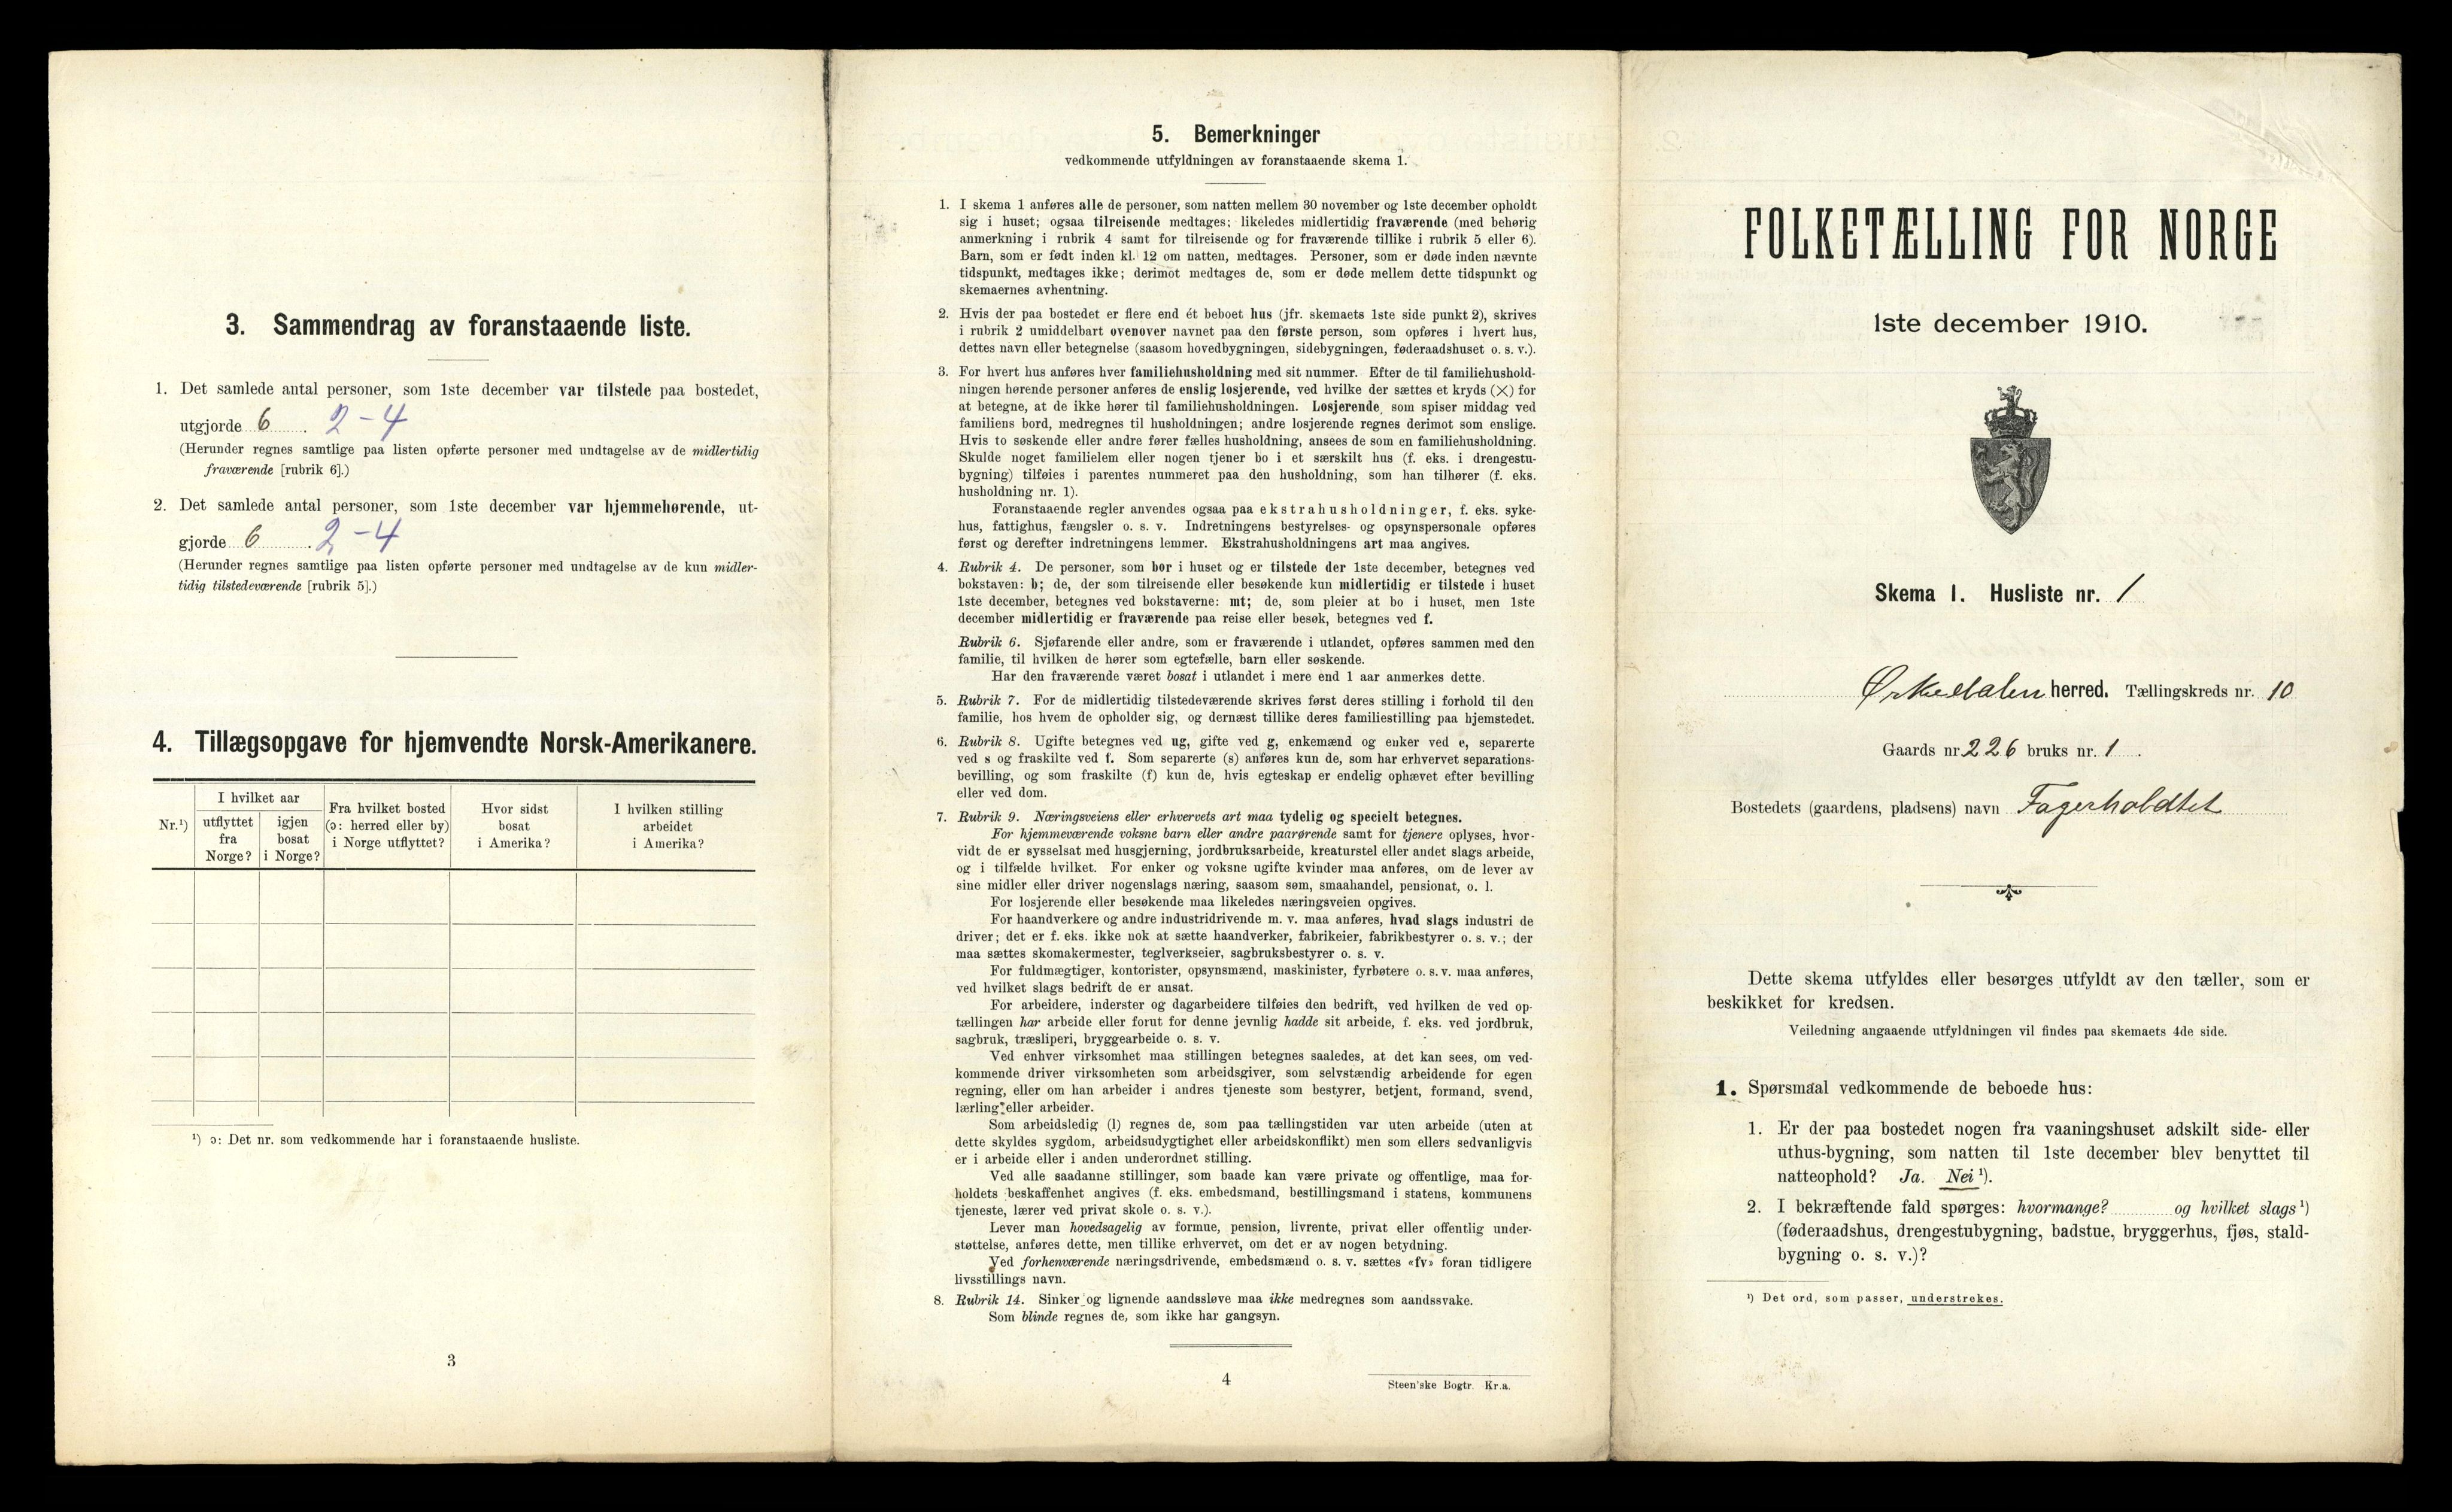 3. Sammendrag av foranstaaende liste.
1. Det samlede antal personer, som 1ste december var tilstede paa bostedet,
utgjorde 6. 2-4
(Herunder regnes samtlige paa listen opførte personer med undtagelse av de midlertidig
fraværende [rubrik 6].)
2. Det samlede antal personer, som 1ste december var hjemmehørende, ut-
gjorde 6. 2-4
(Herunder regnes samtlige paa listen opførte personer med undtagelse av de kun midler-
tidig tilstedeværende [rubrik 5].)
4. Tillægsopgave for hjemvendte Norsk-Amerikanere.
Nr.¹)
I hvilket aar
utflyttet
fra
Norge?
igjen
bosat
i Norge?
Fra hvilket bosted
(ɔ: herred eller by)
i Norge utflyttet?
Hvor sidst
bosat
i Amerika?
I hvilken stilling
arbeidet
i Amerika?
¹) ɔ: Det nr. som vedkommende har i foranstaaende husliste.
3
5. Bemerkninger
vedkommende utfyldningen av foranstaaende skema 1.
1. I skema 1 anføres alle de personer, som natten mellem 30 november og 1ste december opholdt
sig i huset; ogsaa tilreisende medtages; likeledes midlertidig fraværende (med behørig
anmerkning i rubrik 4 samt for tilreisende og for fraværende tillike i rubrik 5 eller 6).
Barn, som er født inden kl. 12 om natten, medtages. Personer, som er døde inden nævnte
tidspunkt, medtages ikke; derimot medtages de, som er døde mellem dette tidspunkt og
skemaernes avhentning.
2. Hvis der paa bostedet er flere end ét beboet hus (jfr. skemaets 1ste side punkt 2), skrives
i rubrik 2 umiddelbart ovenover navnet paa den første person, som opføres i hvert hus,
dettes navn eller betegnelse (saasom hovedbygningen, sidebygningen, føderaadshuset o. s. v.).
3. For hvert hus anføres hver familiehusholdning med sit nummer. Efter de til familiehushold-
ningen hørende personer anføres de enslig losjerende, ved hvilke der sættes et kryds (×) for
at betegne, at de ikke hører til familiehusholdningen. Losjerende, som spiser middag ved
familiens bord, medregnes til husholdningen; andre losjerende regnes derimot som enslige.
Hvis to søskende eller andre fører fælles husholdning, ansees de som en familiehusholdning.
Skulde noget familielem eller nogen tjener bo i et særskilt hus (f. eks. i drengestu-
bygning) tilføies i parentes nummeret paa den husholdning, som han tilhører (f. eks.
husholdning nr. 1).
Foranstaaende regler anvendes ogsaa paa ekstrahusholdninger, f. eks. syke-
hus, fattighus, fængsler o. s. v. Indretningens bestyrelses- og opsynspersonale opføres
først og derefter indretningens lemmer. Ekstrahusholdningens art maa angives.
4. Rubrik 4. De personer, som bor i huset og er tilstede der 1ste december, betegnes ved
bokstaven: b; de, der som tilreisende eller besøkende kun midlertidig er tilstede i huset
1ste december, betegnes ved bokstaverne: mt; de, som pleier at bo i huset, men 1ste
december midlertidig er fraværende paa reise eller besøk, betegnes ved f.
Rubrik 6. Sjøfarende eller andre, som er fraværende i utlandet, opføres sammen med den
familie, til hvilken de hører som egtefælle, barn eller søskende.
Har den fraværende været bosat i utlandet i mere end 1 aar anmerkes dette.
5. Rubrik 7. For de midlertidig tilstedeværende skrives først deres stilling i forhold til den
familie, hos hvem de opholder sig, og dernæst tillike deres familiestilling paa hjemstedet.
6. Rubrik 8. Ugifte betegnes ved ug, gifte ved g, enkemænd og enker ved e, separerte
ved s og fraskilte ved f. Som separerte (s) anføres kun de, som har erhvervet separations-
bevilling, og som fraskilte (f) kun de, hvis egteskap er endelig ophævet efter bevilling
eller ved dom.
7. Rubrik 9. Næringsveiens eller erhvervets art maa tydelig og specielt betegnes.
For hjemmeværende voksne barn eller andre paarørende samt for tjenere oplyses, hvor-
vidt de er sysselsat med husgjerning, jordbruksarbeide, kreaturstel eller andet slags arbeide,
og i tilfælde hvilket. For enker og voksne ugifte kvinder maa anføres, om de lever av
sine midler eller driver nogenslags næring, saasom søm, smaahandel, pensionat, o. l.
For losjerende eller besøkende maa likeledes næringsveien opgives.
For haandverkere og andre industridrivende m. v. maa anføres, hvad slags industri de
driver; det er f. eks. ikke nok at sætte haandverker, fabrikeier, fabrikbestyrer o. s. v.; der
maa sættes skomakermester, teglverkseier, sagbruksbestyrer o. s. v.
For fuldmægtiger, kontorister, opsynsmænd, maskinister, fyrbøtere o. s. v. maa anføres,
ved hvilket slags bedrift de er ansat.
For arbeidere, inderster og dagarbeidere tilføies den bedrift, ved hvilken de ved op-
tællingen har arbeide eller forut for denne jevnlig hadde sit arbeide, f. eks. ved jordbruk,
sagbruk, træsliperi, bryggearbeide o. s. v.
Ved enhver virksomhet maa stillingen betegnes saaledes, at det kan sees, om ved-
kommende driver virksomheten som arbeidsgiver, som selvstændig arbeidende for egen
regning, eller om han arbeider i andres tjeneste som bestyrer, betjent, formand, svend,
lærling eller arbeider.
Som arbeidsledig (l) regnes de, som paa tællingstiden var uten arbeide (uten at
dette skyldes sygdom, arbeidsudygtighet eller arbeidskonflikt) men som ellers sedvanligvis
er i arbeide eller i anden underordnet stilling.
Ved alle saadanne stillinger, som baade kan være private og offentlige, maa for-
holdets beskaffenhet angives (f. eks. embedsmand, bestillingsmand i statens, kommunens
tjeneste, lærer ved privat skole o. s. v.).
Lever man hovedsagelig av formue, pension, livrente, privat eller offentlig under-
støttelse, anføres dette, men tillike erhvervet, om det er av nogen betydning.
Ved forhenværende næringsdrivende, embedsmænd o. s. v. sættes «fv» foran tidligere
livsstillings navn.
8. Rubrik 14. Sinker og lignende aandssløve maa ikke medregnes som aandssvake.
Som blinde regnes de, som ikke har gangsyn.
4
Steen'ske Bogtr. Kr.a.
FOLKETÆLLING FOR NORGE
1ste december 1910.
Skema 1. Husliste nr. 1
Ørkedalen herred. Tællingskreds nr. 10
Gaards nr 226 bruks nr. 1.
Bostedets (gaardens, pladsens) navn Fagerholdtet
Dette skema utfyldes eller besørges utfyldt av den tæller, som er
beskikket for kredsen.
Veiledning angaaende utfyldningen vil findes paa skemaets 4de side.
1. Spørsmaal vedkommende de beboede hus:
1. Er der paa bostedet nogen fra vaaningshuset adskilt side- eller
uthus-bygning, som natten til 1ste december blev benyttet til
natteophold? Ja. Nei ¹).
2. I bekræftende fald spørges: hvormange? og hvilket slags ¹)
(føderaadshus, drengestubygning, badstue, bryggerhus, fjøs, stald-
bygning o. s. v.)?
¹) Det ord, som passer, understrekes.